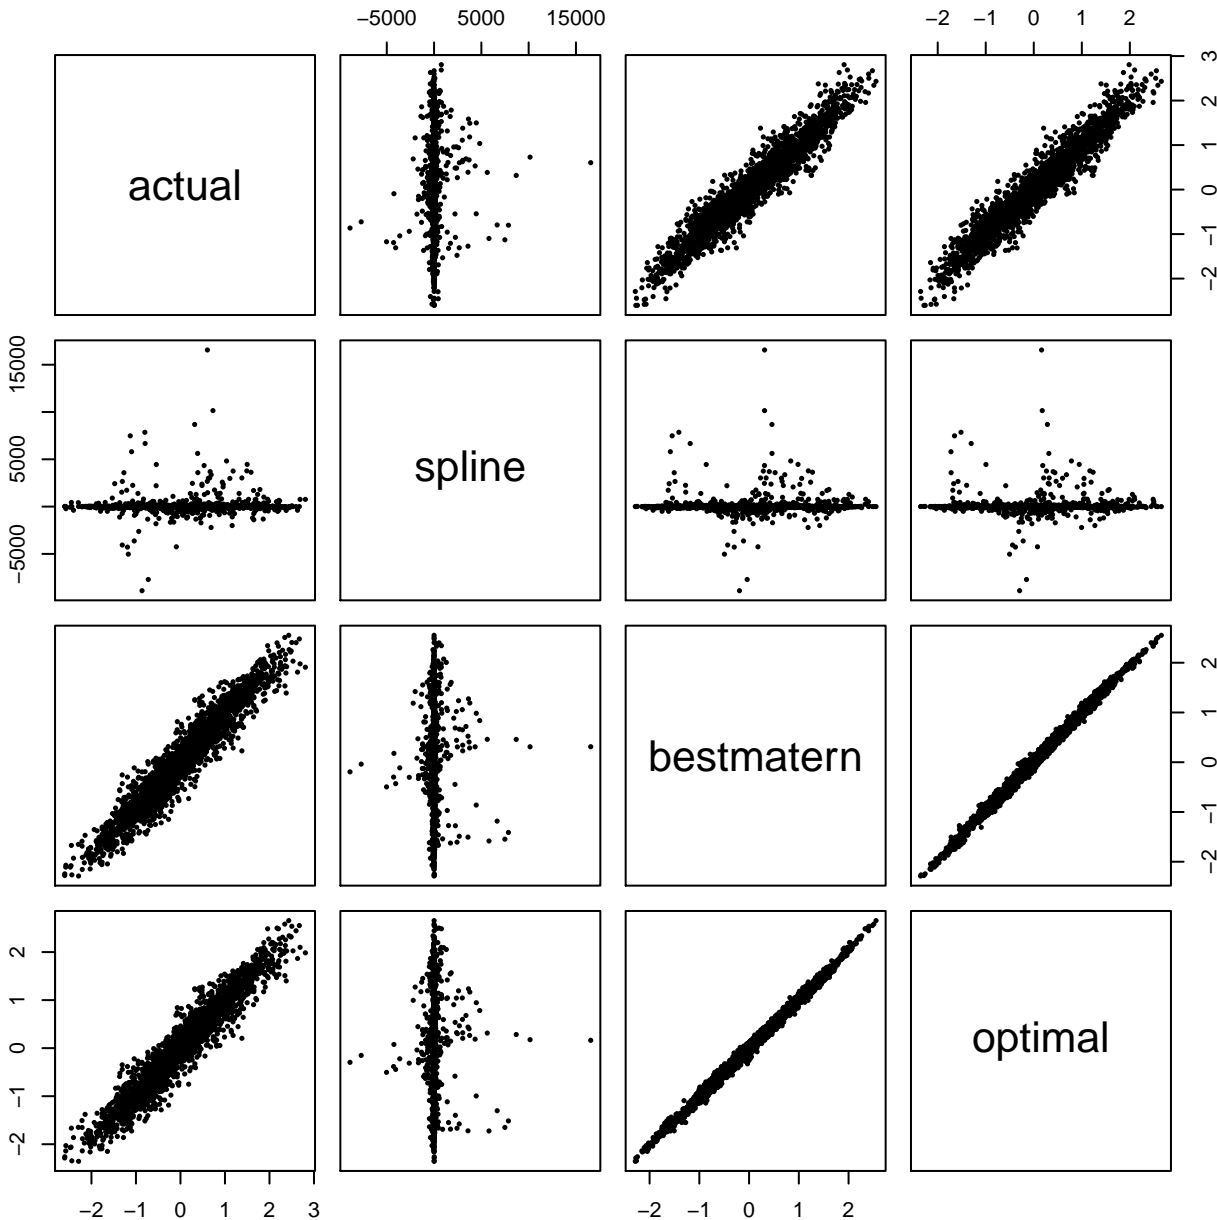 −5000 5000 15000 −2 −1 0 1 2
actual
−2 −1 0 1 2 3
−5000 5000 15000
spline
bestmatern
−2 −1 0 1 2
−2 −1 0 1 2
optimal
−2 −1 0 1 2 3 −2 −1 0 1 2